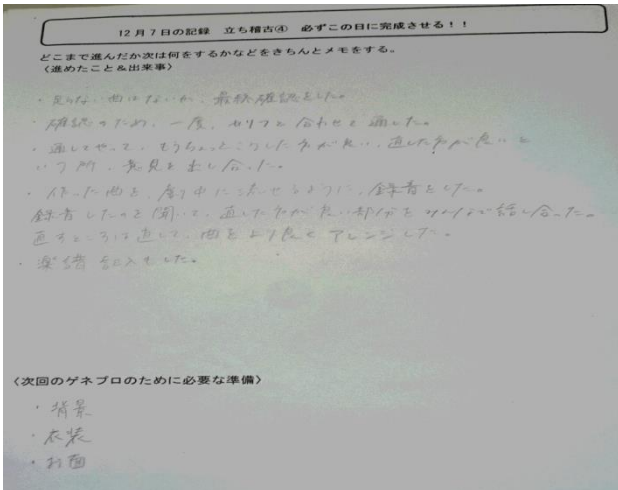 12月7日の記録　立ち稽古④　必ずこの日に完成させる！！
どこまで進んだか次は何をするかなどをきちんとメモをする。
〈進めたこと＆出来事〉
・足らない曲はないか、最終確認をした。
・確認のため、一度、セリフと合わせて通した。
・通してやって、もうちょっとこうした方が良い、直した方が良いと
いう所、意見を出し合った。
・作った曲を、劇中に流せるように、録音をした。
録音したのを聞いて、直した方が良い部分をみんなで話し合った。
直すところは直して、曲をより良くアレンジした。
・楽譜記入もした。
〈次回のゲネプロのために必要な準備〉
・背景
・衣装
・お面